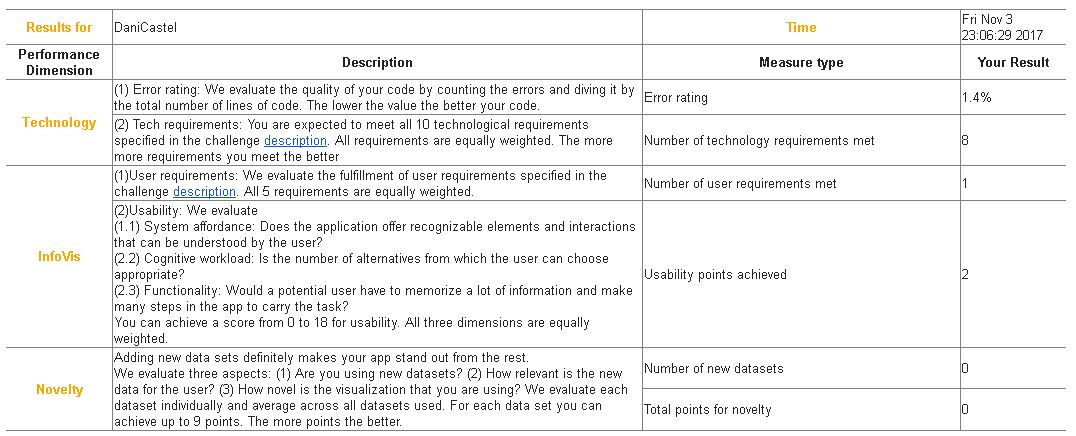 Results for DaniCastel Time Fri Nov 3
23:06:29 2017
Performance
Dimension
Description Measure type Your Result
Technology
(1) Error rating: We evaluate the quality of your code by counting the errors and diving it by
the total number of lines of code. The lower the value the better your code.
Error rating 1.4%
(2) Tech requirements: You are expected to meet all 10 technological requirements
specified in the challenge description. All requirements are equally weighted. The more
more requirements you meet the better
Number of technology requirements met 8
InfoVis
(1)User requirements: We evaluate the fulfillment of user requirements specified in the
challenge description. All 5 requirements are equally weighted.
Number of user requirements met 1
(2)Usability: We evaluate
(1.1) System affordance: Does the application offer recognizable elements and interactions
that can be understood by the user?
(2.2) Cognitive workload: Is the number of alternatives from which the user can choose
appropriate?
(2.3) Functionality: Would a potential user have to memorize a lot of information and make
many steps in the app to carry the task?
You can achieve a score from 0 to 18 for usability. All three dimensions are equally
weighted.
Usability points achieved 2
Novelty
Adding new data sets definitely makes your app stand out from the rest.
We evaluate three aspects: (1) Are you using new datasets? (2) How relevant is the new
data for the user? (3) How novel is the visualization that you are using? We evaluate each
dataset individually and average across all datasets used. For each data set you can
achieve up to 9 points. The more points the better.
Number of new datasets 0
Total points for novelty 0